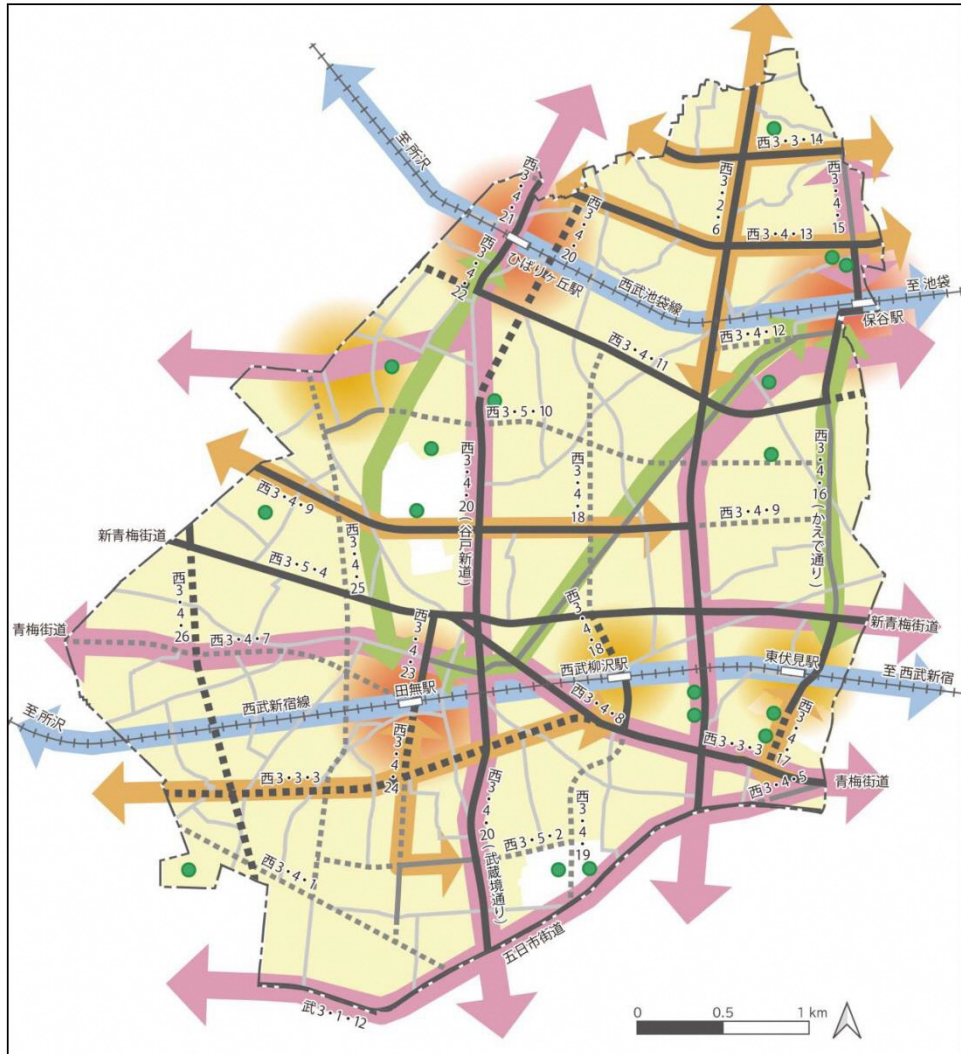 至 所沢
西3・4・21
西3・4・22
ひばりヶ丘駅
西3・4・20
西3・3・14
西3・2・6
西3・4・15
西3・4・13
西武池袋線
至 池袋
保谷駅
西3・4・12
西3・4・11
西3・5・10
西3・4・20(谷戸新道)
西3・4・18
西3・4・16(かえで通り)
西3・4・9
西3・4・9
新青梅街道
西3・5・4
西3・4・25
西3・4・26
青梅街道
西3・4・7
西3・4・23
西3・4・18
新青梅街道
西武柳沢駅
東伏見駅
至 西武新宿
田無駅
西武新宿線
至 所沢
西3・4・8
西3・3・3
西3・4・17
西3・4・5
青梅街道
西3・3・3
西3・4・24
西3・4・20(武蔵境通り)
西3・5・2
西3・4・19
西3・4・1
五日市街道
武3・1・12
0 0.5 1 km